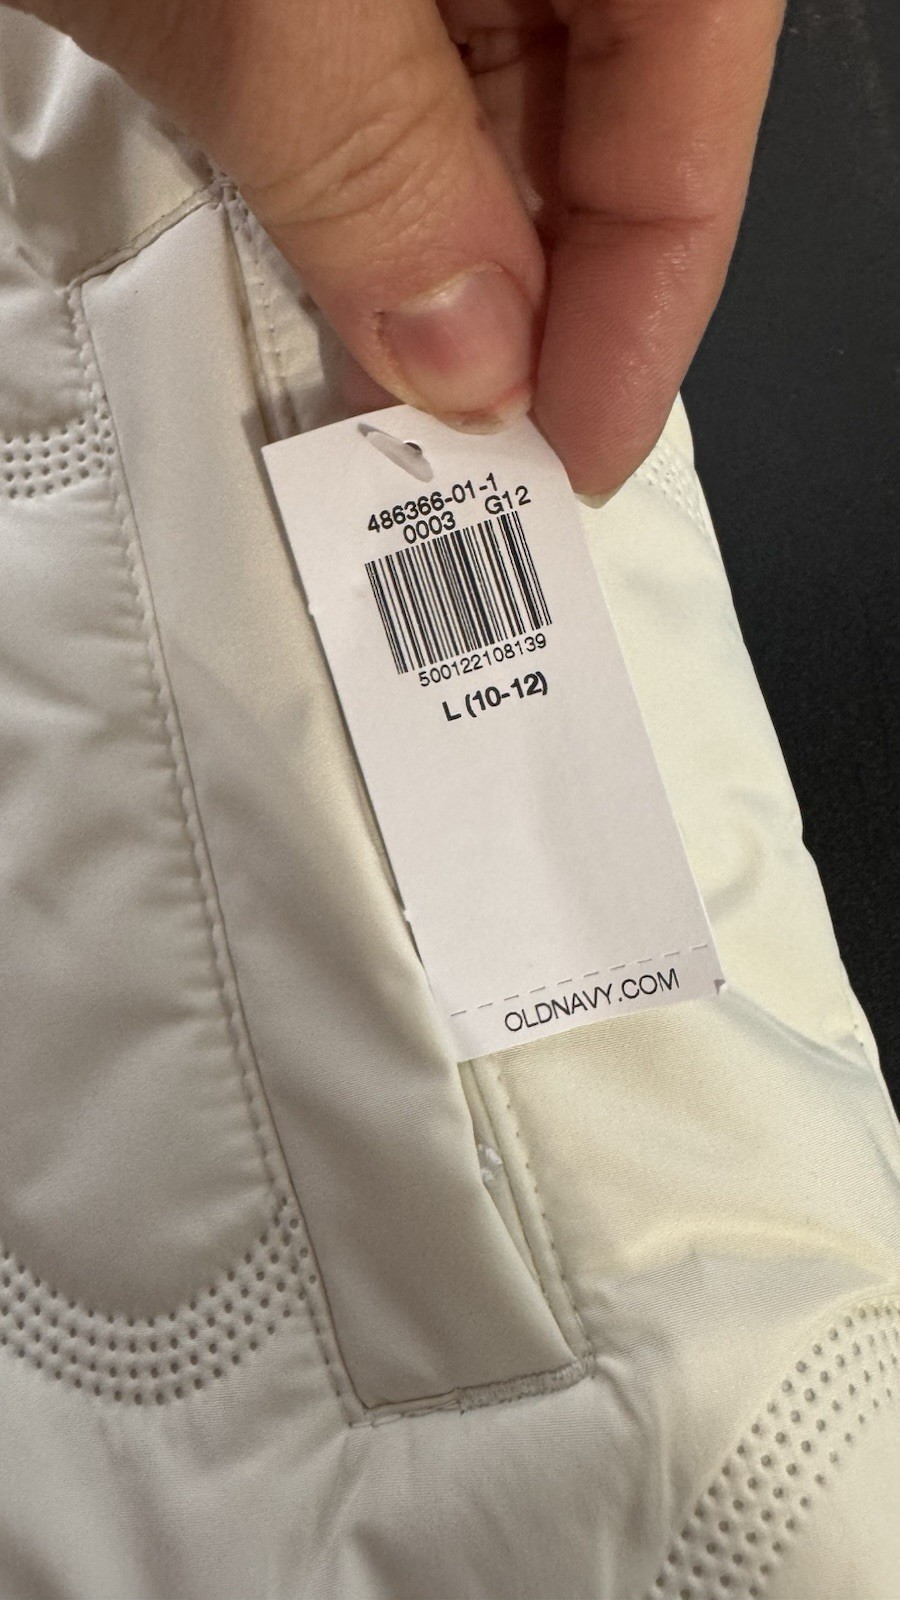 486366-01-1
0003 G12
500122108139
L (10-12)
OLDNAVY.COM